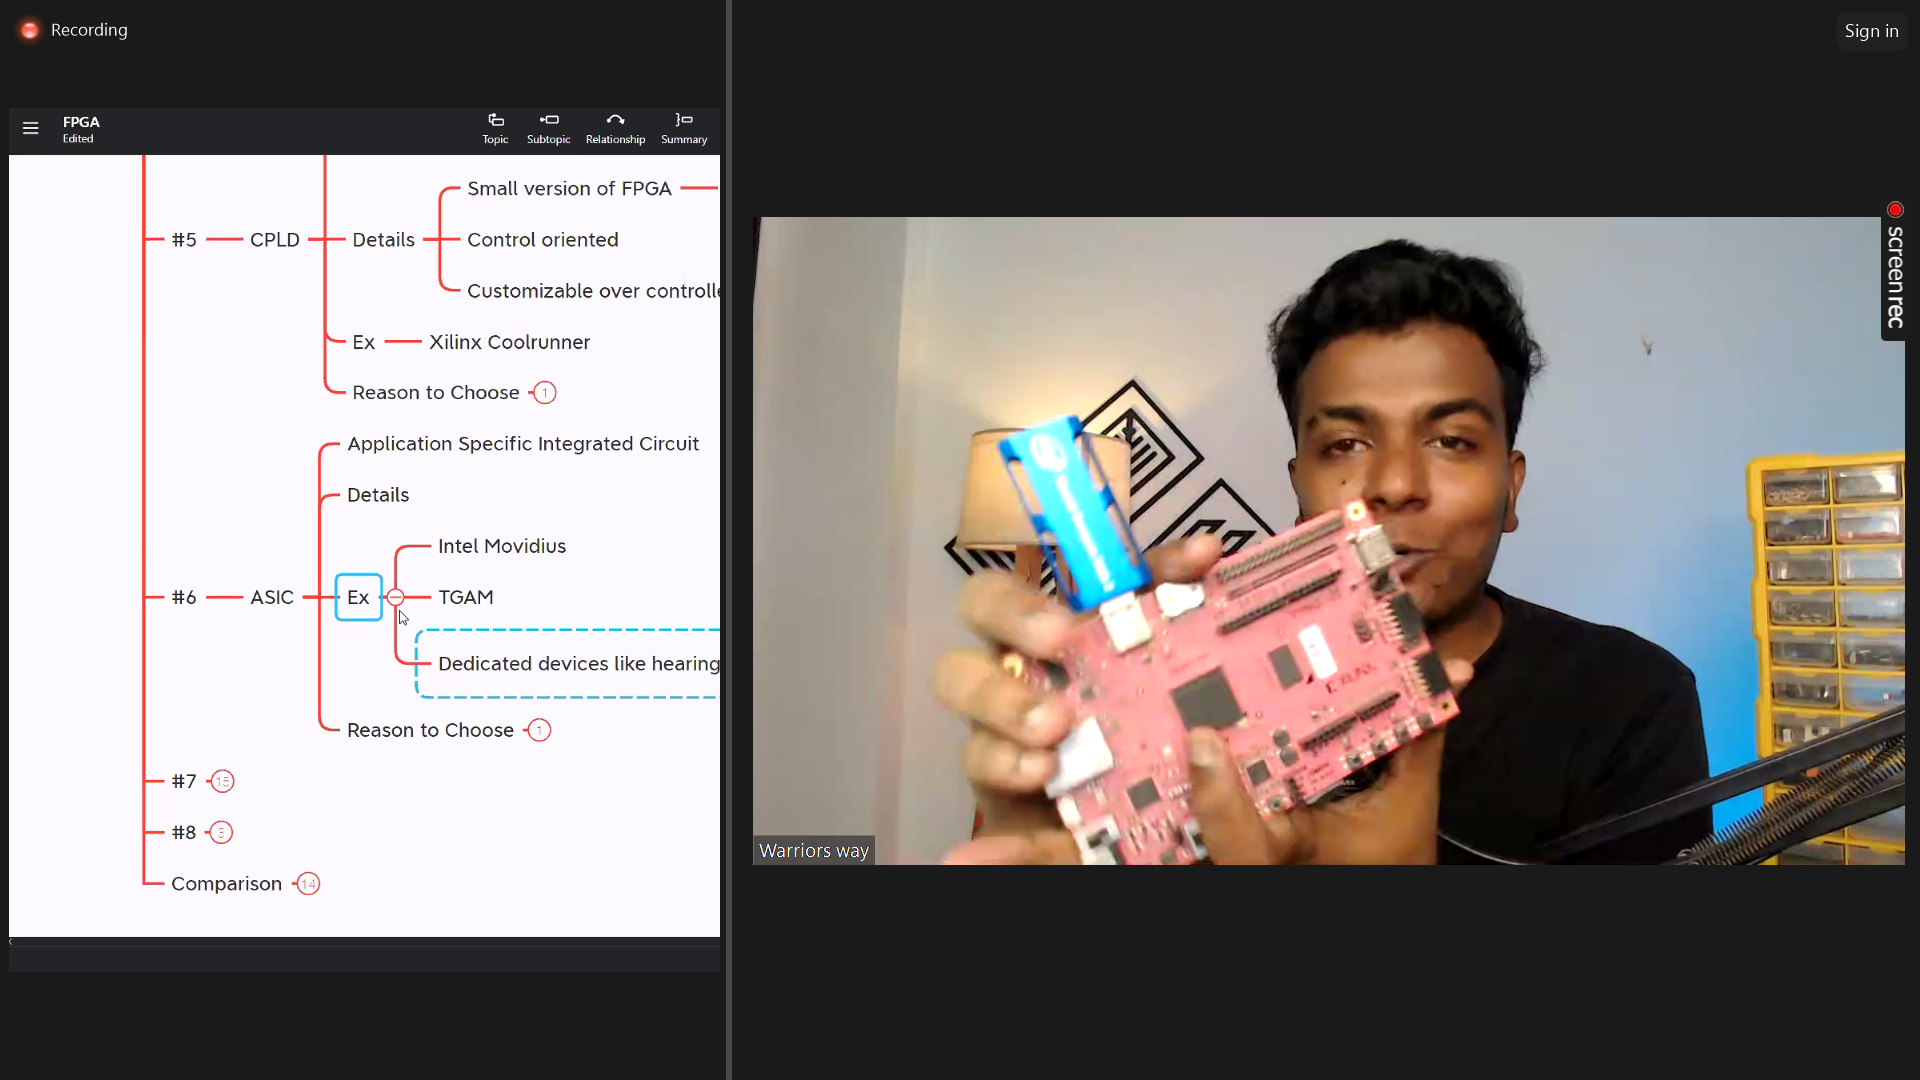 Recording
Sign in
FPGA
Edited
Topic
Subtopic
Relationship
Summary
Small version of FPGA
#5
CPLD
Details
Control oriented
Customizable over controlle
Ex
Xilinx Coolrunner
Reason to Choose
1
Application Specific Integrated Circuit
Details
Intel Movidius
#6
ASIC
Ex
TGAM
Dedicated devices like hearing
Reason to Choose
1
#7
15
#8
3
Comparison
14
screenrec
XILINX
Warriors way